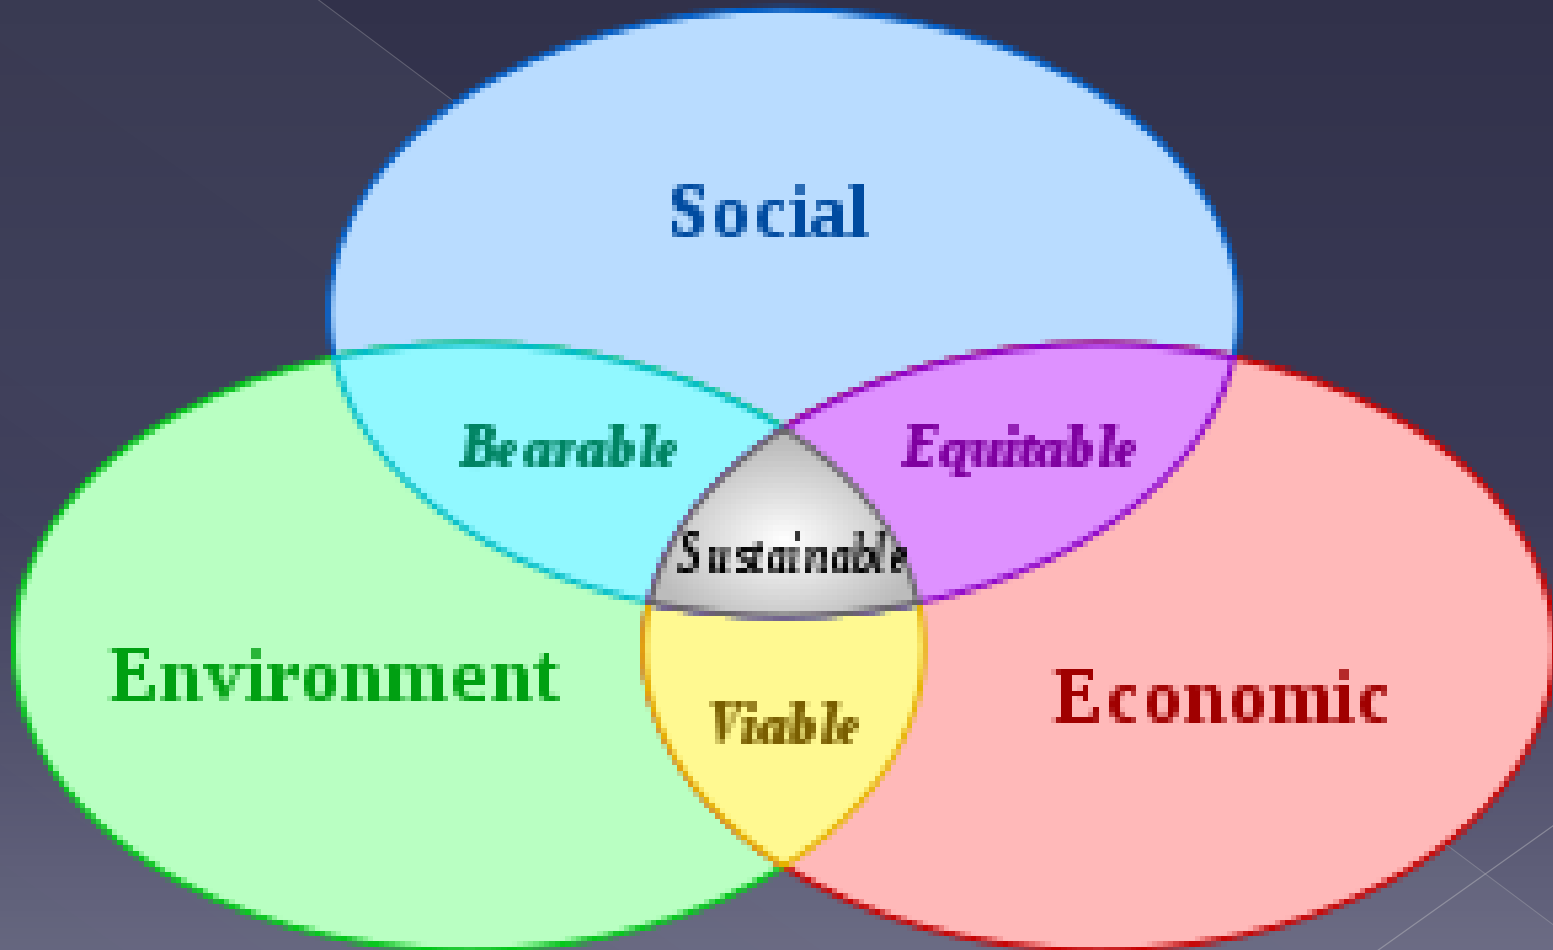 Social
Bearable
Equitable
Sustainable
Environment
Economic
Viable